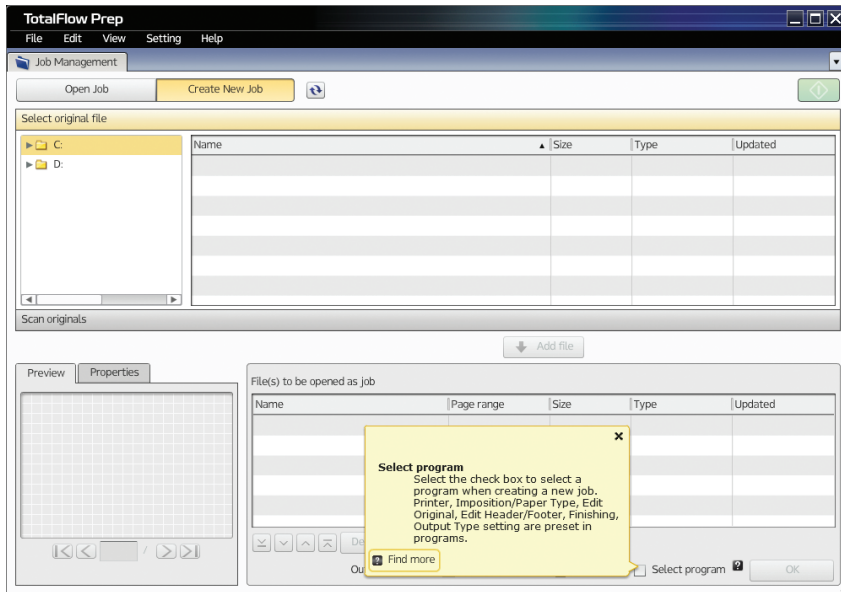 TotalFlow Prep
File Edit View Setting Help
Job Management
Open Job Create New Job
Select original file
C:
D:
Name Size Type Updated
Scan originals
Add file
Preview Properties
File(s) to be opened as job
Name Page range Size Type Updated
Select program
Select the check box to select a
program when creating a new job.
Printer, Imposition/Paper Type, Edit
Original, Edit Header/Footer, Finishing,
Output Type setting are preset in
programs.
? Find more
/
De
Ou
Select program ? OK